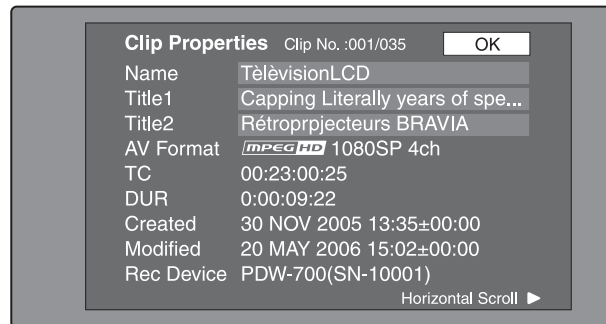 Clip Properties Clip No. :001/035 OK
Name TèlèvisionLCD
Title1 Capping Literally years of spe...
Title2 Rétroprpjecteurs BRAVIA
AV Format MPEG HD 1080SP 4ch
TC 00:23:00:25
DUR 0:00:09:22
Created 30 NOV 2005 13:35±00:00
Modified 20 MAY 2006 15:02±00:00
Rec Device PDW-700(SN-10001)
Horizontal Scroll ▶